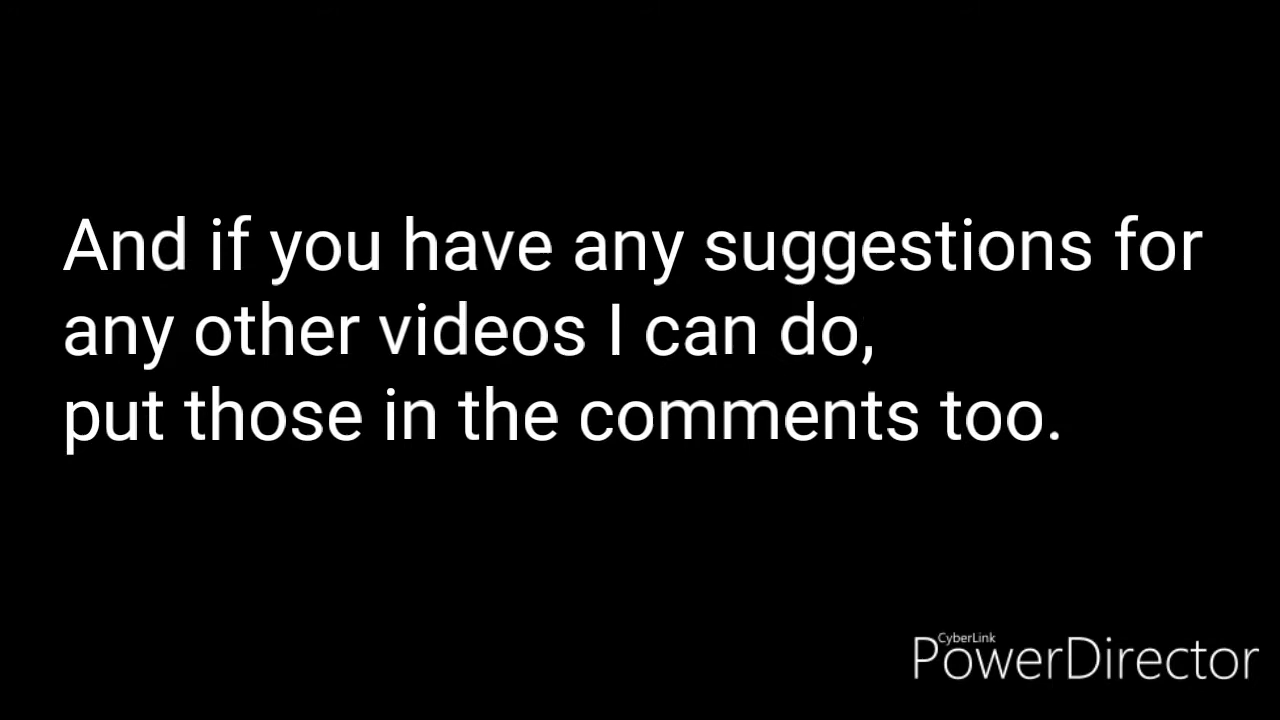 And if you have any suggestions for
any other videos I can do,
put those in the comments too.
CyberLink
PowerDirector